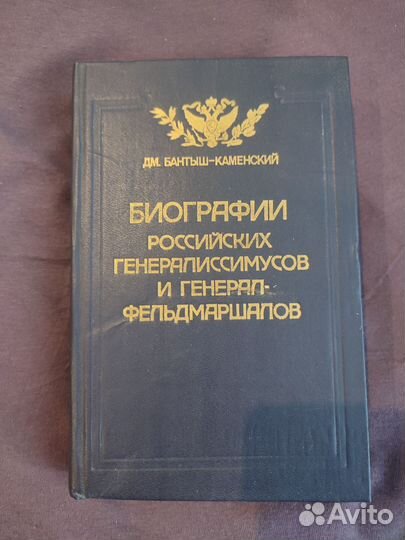 ДМ. БАНТЫШ-КАМЕНСКИЙ
БИОГРАФИИ
РОССИЙСКИХ
ГЕНЕРАЛИССИМУСОВ
И ГЕНЕРАЛ-
ФЕЛЬДМАРШАЛОВ
Avito